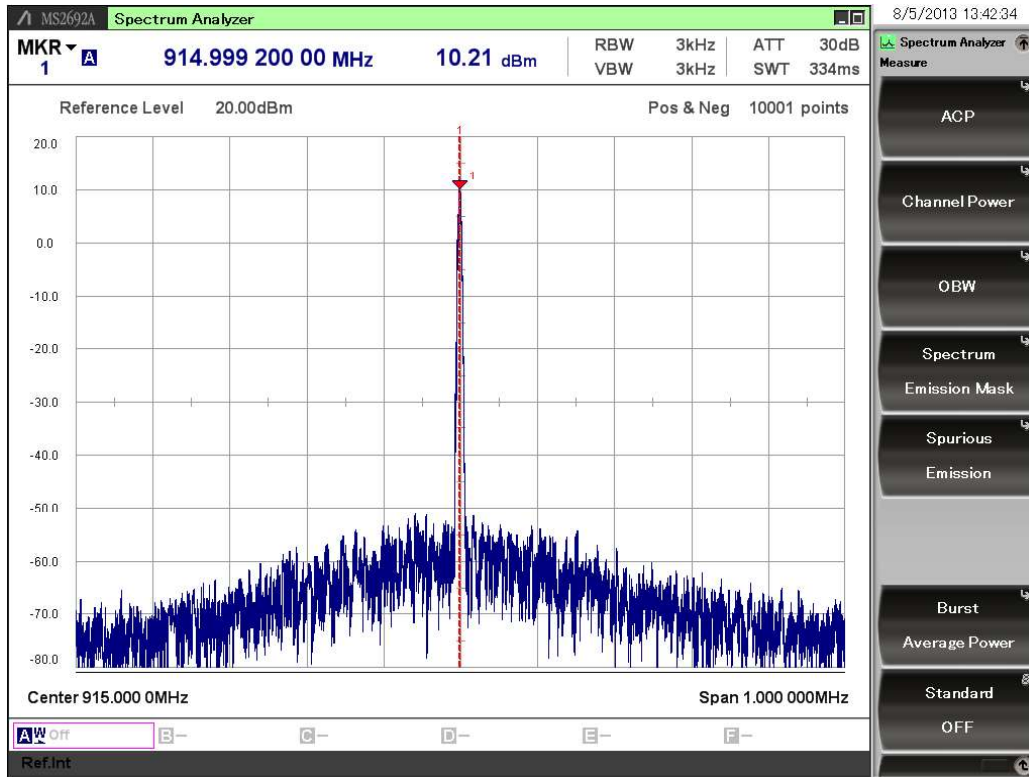 MS2692A Spectrum Analyzer
8/5/2013 13:42:34
MKR
1
A
914.999 200 00 MHz
10.21 dBm
RBW 3kHz ATT 30dB
VBW 3kHz SWT 334ms
Spectrum Analyzer
Measure
Reference Level 20.00dBm
Pos & Neg 10001 points
1
1
20.0
10.0
0.0
-10.0
-20.0
-30.0
-40.0
-50.0
-60.0
-70.0
-80.0
Center 915.000 0MHz
Span 1.000 000MHz
A W Off B- C- D- E- F-
Ref.Int
ACP
Channel Power
OBW
Spectrum
Emission Mask
Spurious
Emission
Burst
Average Power
Standard
OFF